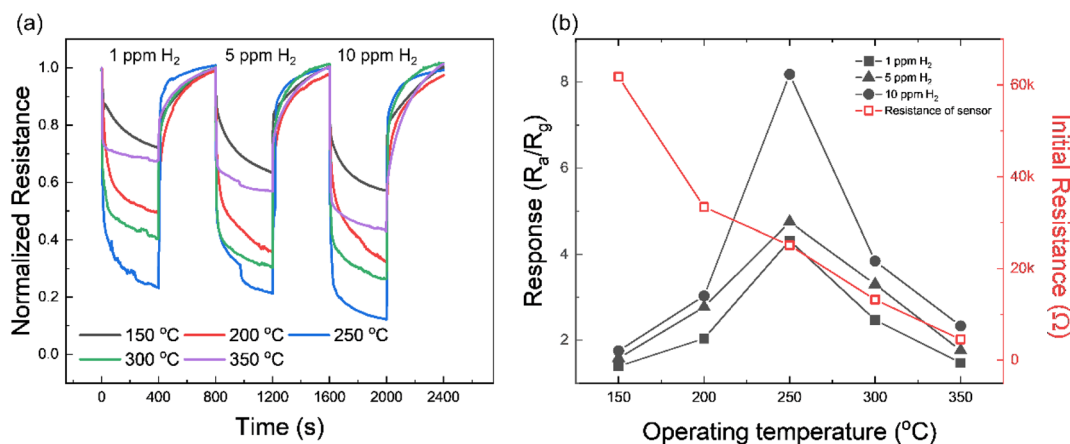 (a)
1 ppm H₂ 5 ppm H₂ 10 ppm H₂
Normalized Resistance
1.0
0.8
0.6
0.4
0.2
0.0
150 °C 200 °C 250 °C
300 °C 350 °C
0 400 800 1200 1600 2000 2400
Time (s)
(b)
Response (Rₐ/R_g)
8
6
4
2
1 ppm H₂
5 ppm H₂
10 ppm H₂
Resistance of sensor
60k
40k
20k
0
Initial Resistance (Ω)
150 200 250 300 350
Operating temperature (°C)